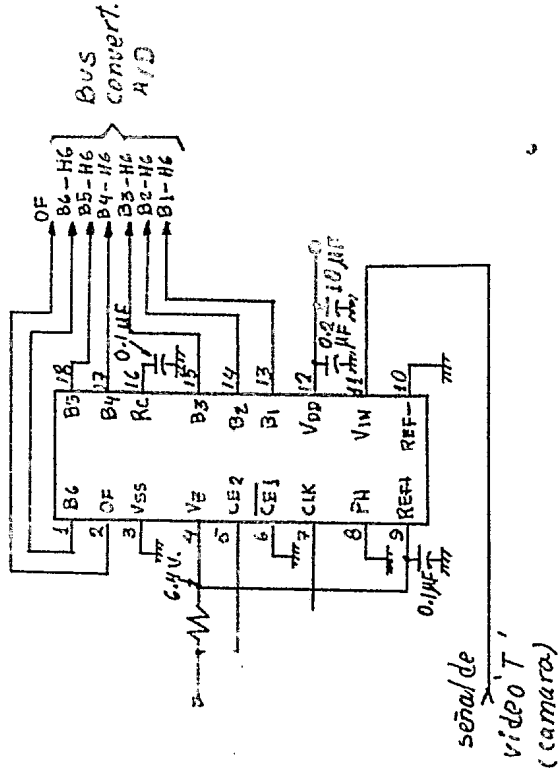 OF
B6-H6
B5-H6
B4-H6
B3-H6
B2-H6
B1-H6
Bus
convert.
A/D
1 B6
2 OF
3 VSS
4 VZ
5 CE2
6 CE1
7 CLK
8 PH
9 REF+
B5 18
B4 17
RC 16
B3 15
B2 14
B1 13
VDD 12
VIN 11
REF- 10
6.4V.
0.1µF
0.1µF
0.2
µF
10µF
señal de
video 'T'
(camara)